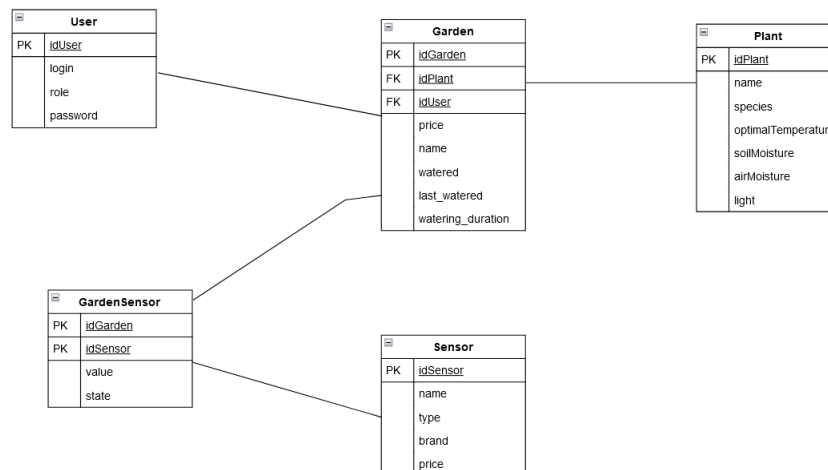 User
PK idUser
login
role
password
Garden
PK idGarden
FK idPlant
FK idUser
price
name
watered
last_watered
watering_duration
Plant
PK idPlant
name
species
optimalTemperatur
soilMoisture
airMoisture
light
GardenSensor
PK idGarden
PK idSensor
value
state
Sensor
PK idSensor
name
type
brand
price